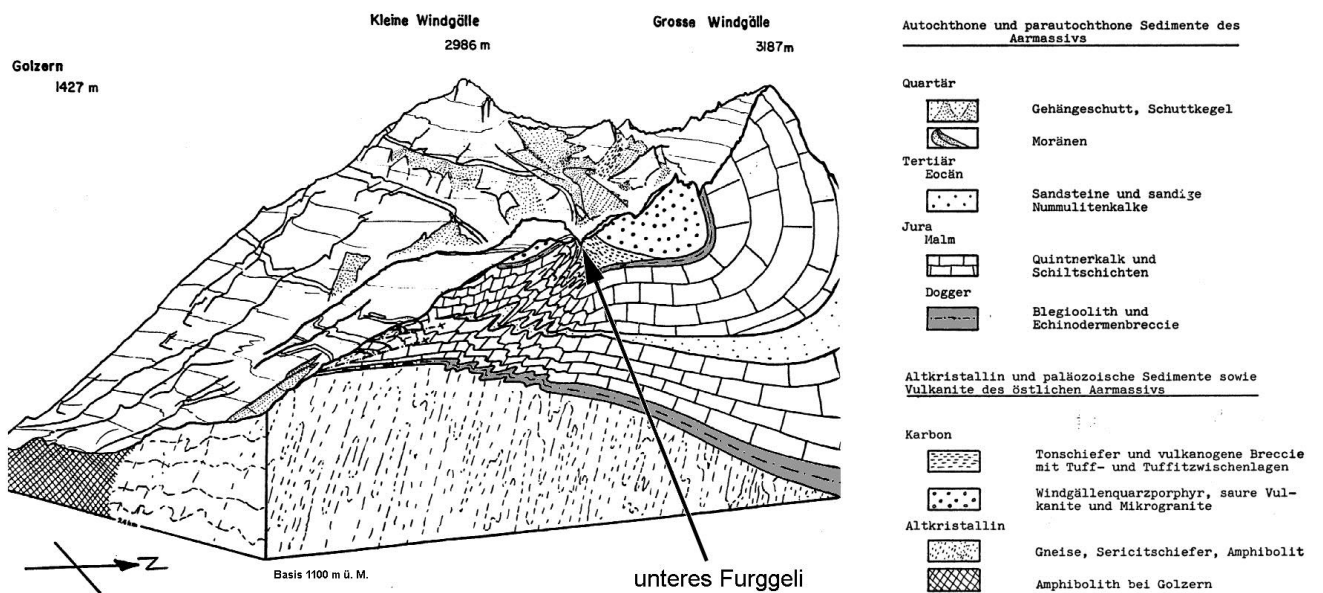 Kleine Windgälle
2986 m
Grosse Windgälle
3187m
Golzern
1427 m
24 km
Z
Basis 1100 m ü. M.
unteres Furggeli
Autochthone und parautochthone Sedimente des
Aarmassivs
Quartär
Gehängeschutt, Schuttkegel
Moränen
Tertiär
Eocän
Sandsteine und sandige
Nummulitenkalke
Jura
Malm
Quintnerkalk und
Schiltschichten
Dogger
Blegioolith und
Echinodermenbreccie
Altkristallin und paläozoische Sedimente sowie
Vulkanite des östlichen Aarmassivs
Karbon
Tonschiefer und vulkanogene Breccie
mit Tuff- und Tuffitzwischenlagen
Windgällenquarzporphyr, saure Vul-
kanite und Mikrogranite
Altkristallin
Gneise, Sericitschiefer, Amphibolit
Amphibolith bei Golzern